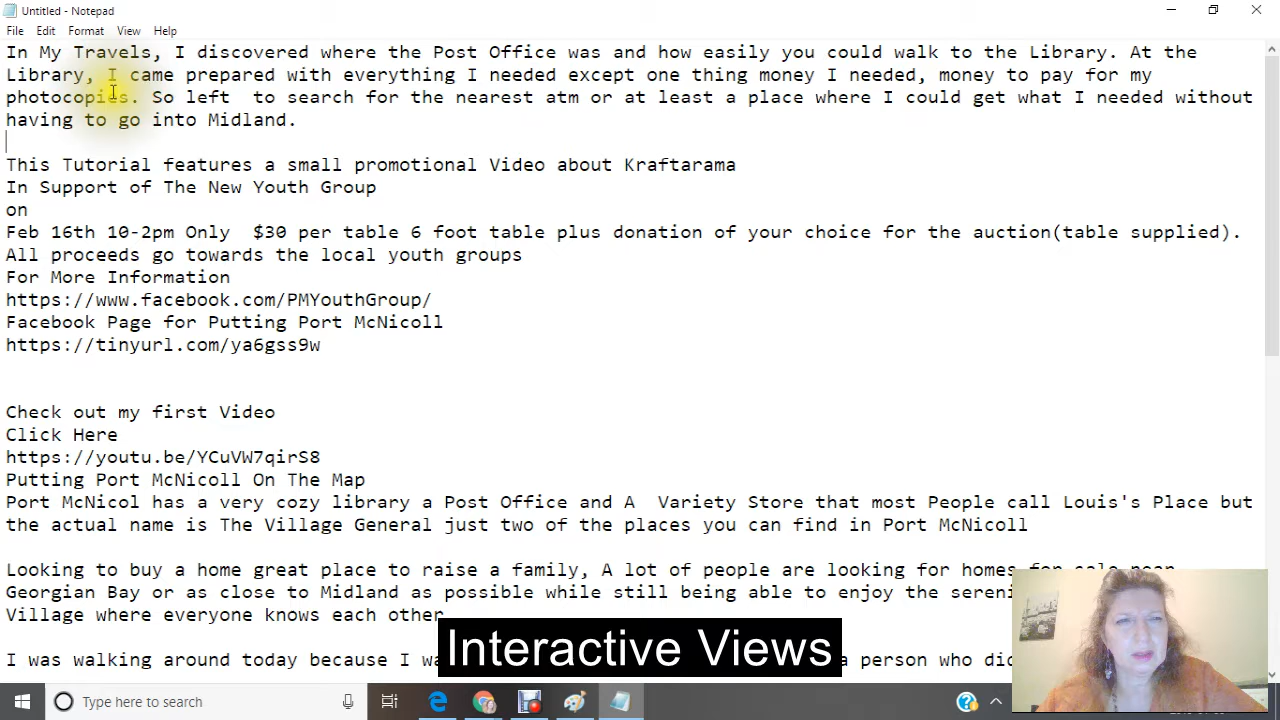 Untitled - Notepad
File Edit Format View Help
In My Travels, I discovered where the Post Office was and how easily you could walk to the Library. At the
Library, I came prepared with everything I needed except one thing money I needed, money to pay for my
photocopies. So left  to search for the nearest atm or at least a place where I could get what I needed without
having to go into Midland.
This Tutorial features a small promotional Video about Kraftarama
In Support of The New Youth Group
on
Feb 16th 10-2pm Only  $30 per table 6 foot table plus donation of your choice for the auction(table supplied).
All proceeds go towards the local youth groups
For More Information
https://www.facebook.com/PMYouthGroup/
Facebook Page for Putting Port McNicoll
https://tinyurl.com/ya6gss9w
Check out my first Video
Click Here
https://youtu.be/YCuVW7qirS8
Putting Port McNicoll On The Map
Port McNicol has a very cozy library a Post Office and A  Variety Store that most People call Louis's Place but
the actual name is The Village General just two of the places you can find in Port McNicoll
Looking to buy a home great place to raise a family, A lot of people are looking for homes for sale near
Georgian Bay or as close to Midland as possible while still being able to enjoy the
Village where everyone knows each other
I was walking around today because I a person who
Interactive Views
Type here to search